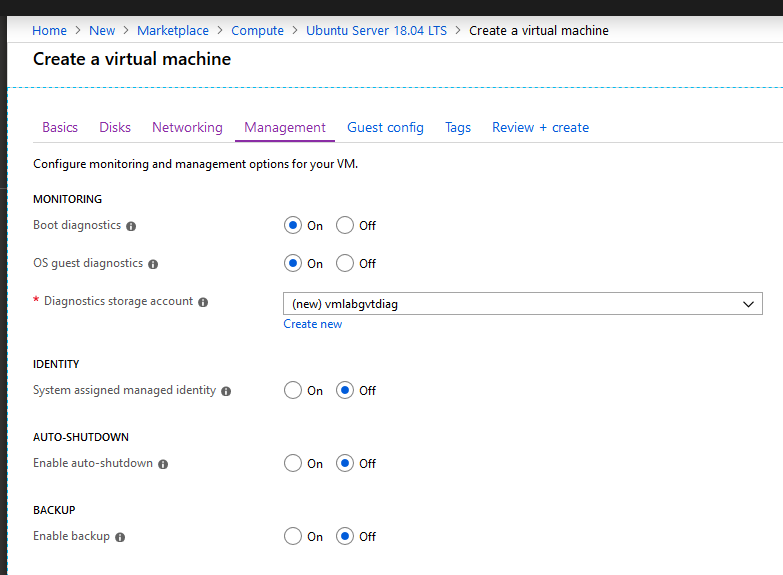 Home > New > Marketplace > Compute > Ubuntu Server 18.04 LTS > Create a virtual machine
Create a virtual machine
Basics Disks Networking Management Guest config Tags Review + create
Configure monitoring and management options for your VM.
MONITORING
Boot diagnostics On Off
OS guest diagnostics On Off
* Diagnostics storage account (new) vmlabgvtdiag
Create new
IDENTITY
System assigned managed identity On Off
AUTO-SHUTDOWN
Enable auto-shutdown On Off
BACKUP
Enable backup On Off